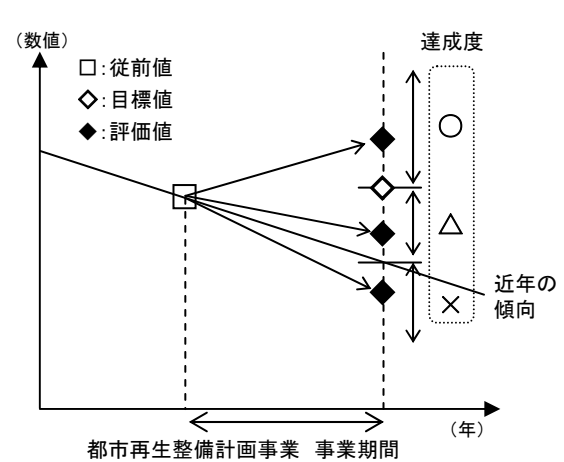 （数値）
□：従前値
◇：目標値
◆：評価値
達成度
○
△
×
近年の
傾向
（年）
都市再生整備計画事業 事業期間